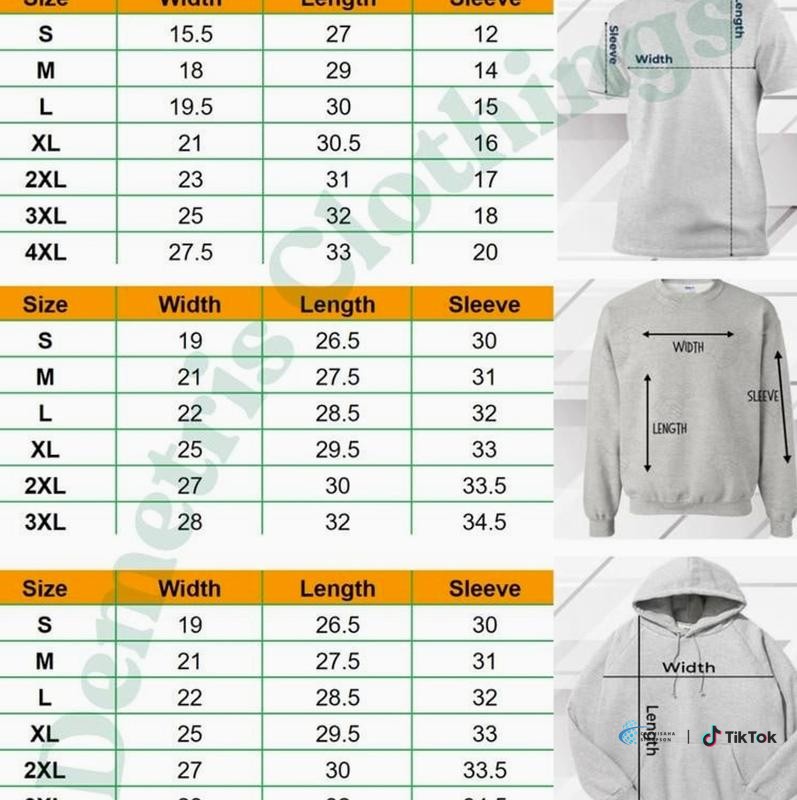 Size Width Length Sleeve
S 15.5 27 12
M 18 29 14
L 19.5 30 15
XL 21 30.5 16
2XL 23 31 17
3XL 25 32 18
4XL 27.5 33 20
Sleeve
Width
Length
Size Width Length Sleeve
S 19 26.5 30
M 21 27.5 31
L 22 28.5 32
XL 25 29.5 33
2XL 27 30 33.5
3XL 28 32 34.5
WIDTH
SLEEVE
LENGTH
Size Width Length Sleeve
S 19 26.5 30
M 21 27.5 31
L 22 28.5 32
XL 25 29.5 33
2XL 27 30 33.5
Width
Length
TikTok
Demetris Clothings